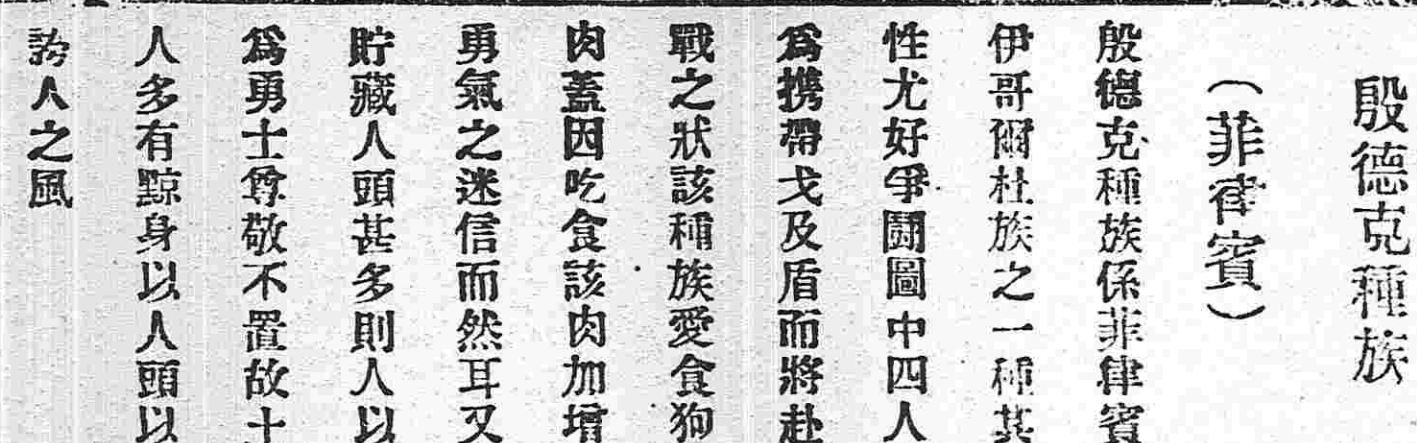 殷德克種族
（菲律賓）
殷德克種族係菲律賓
伊哥爾杜族之一種其
性尤好爭鬪圖中四人
爲携帶戈及盾而將赴
戰之狀該種族愛食狗
肉蓋因吃食該肉加增
勇氣之迷信而然耳又
貯藏人頭甚多則人以
爲勇士尊敬不置故土
人多有黥身以人頭以
誇人之風